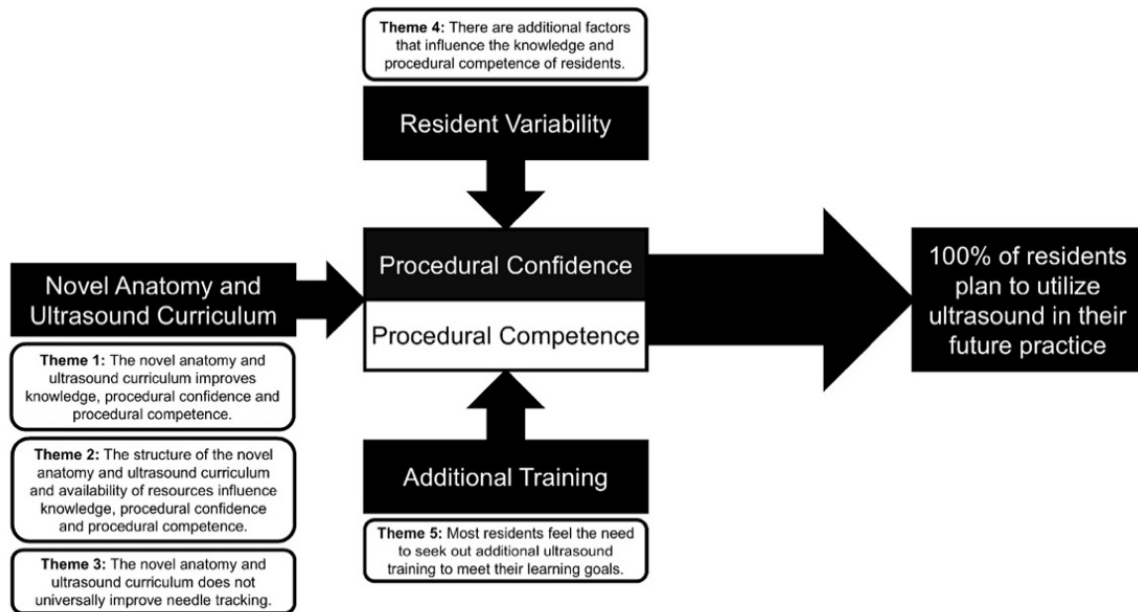 Theme 4: There are additional factors
that influence the knowledge and
procedural competence of residents.
Resident Variability
Novel Anatomy and
Ultrasound Curriculum
Theme 1: The novel anatomy and
ultrasound curriculum improves
knowledge, procedural confidence and
procedural competence.
Theme 2: The structure of the novel
anatomy and ultrasound curriculum
and availability of resources influence
knowledge, procedural confidence
and procedural competence.
Theme 3: The novel anatomy and
ultrasound curriculum does not
universally improve needle tracking.
Procedural Confidence
Procedural Competence
Additional Training
Theme 5: Most residents feel the need
to seek out additional ultrasound
training to meet their learning goals.
100% of residents
plan to utilize
ultrasound in their
future practice